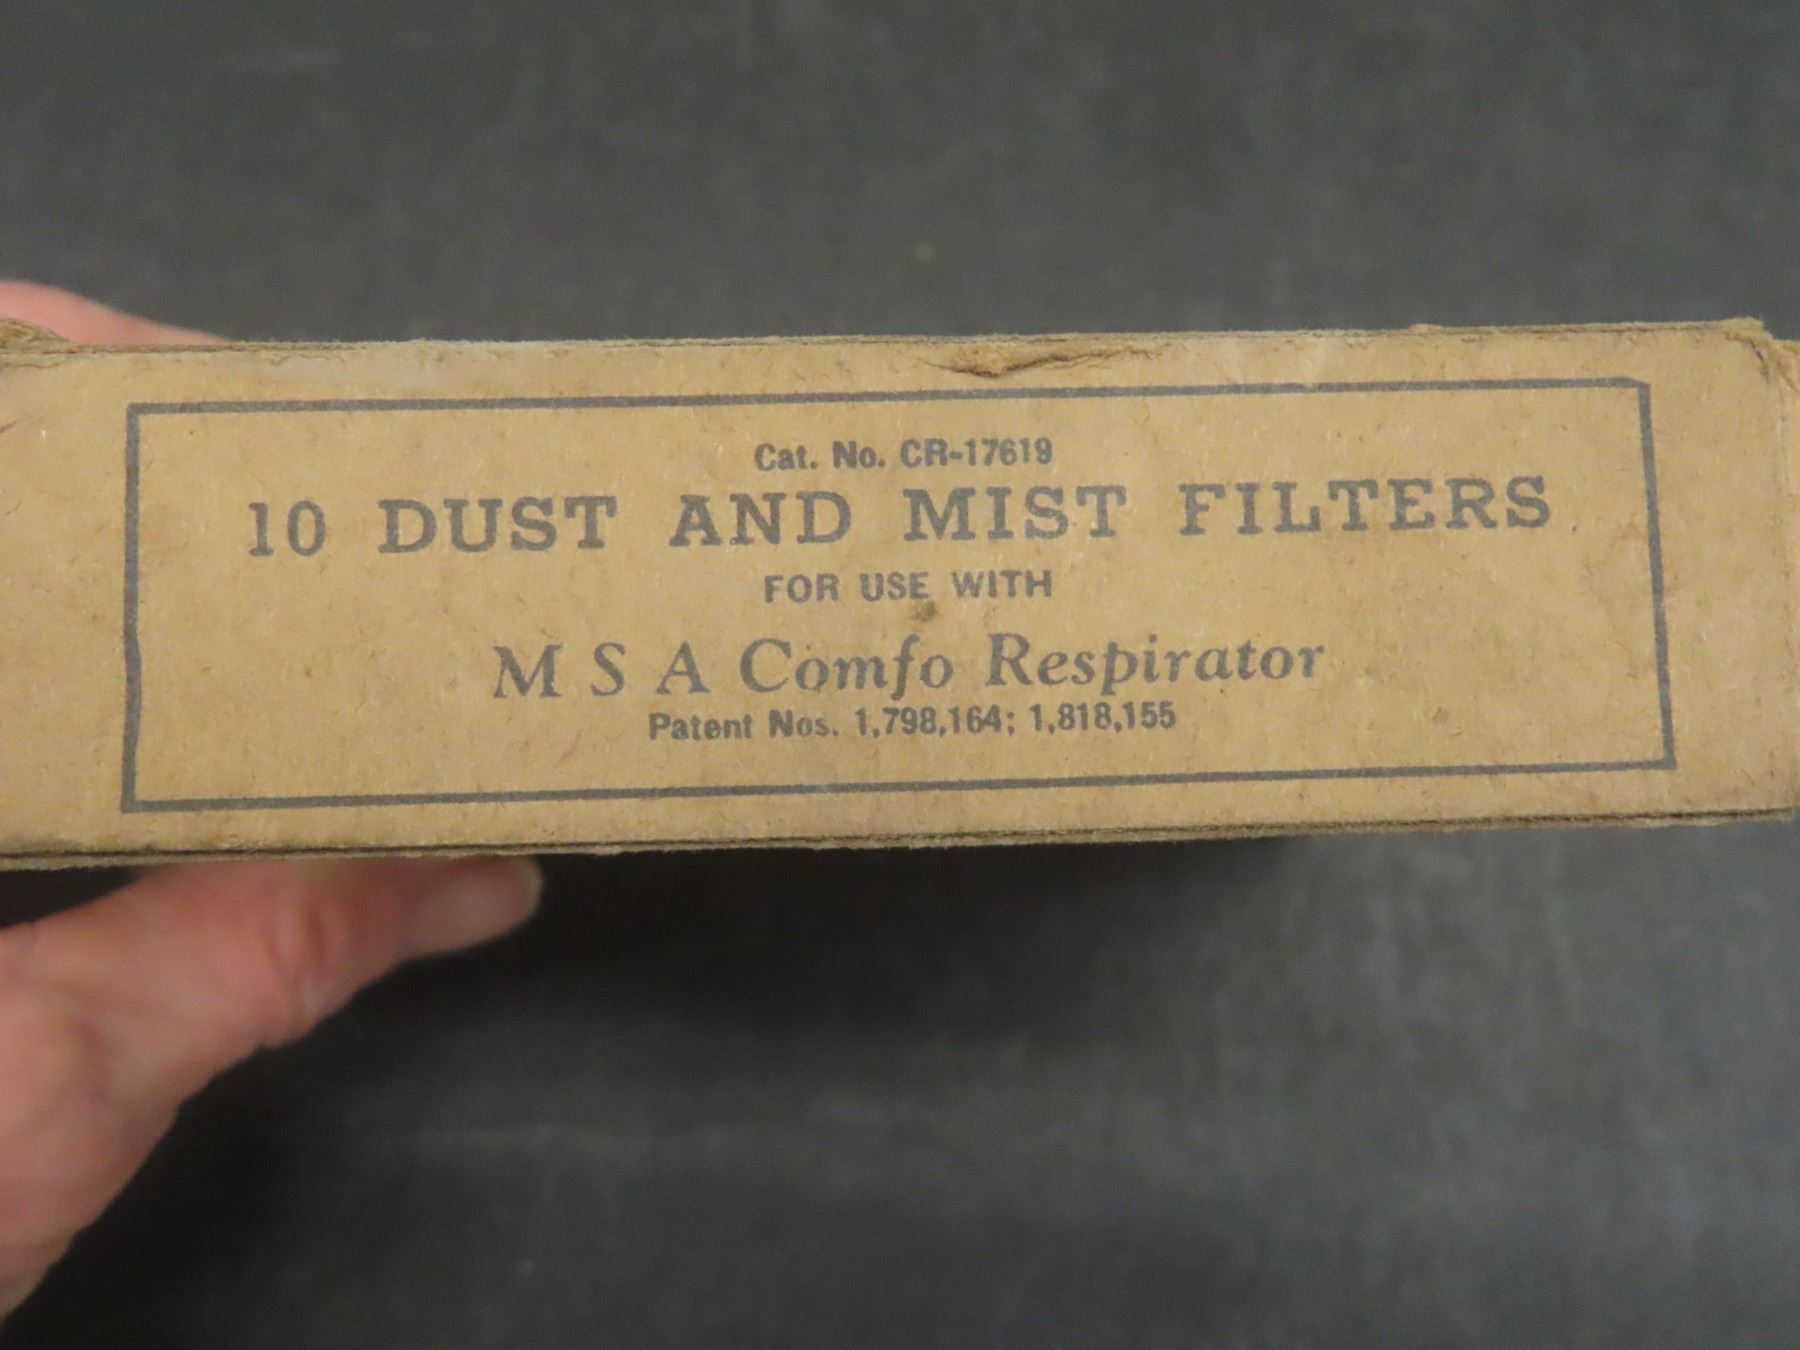 Cat. No. CR-17619
10 DUST AND MIST FILTERS
FOR USE WITH
M S A Comfo Respirator
Patent Nos. 1,798,164; 1,818,155